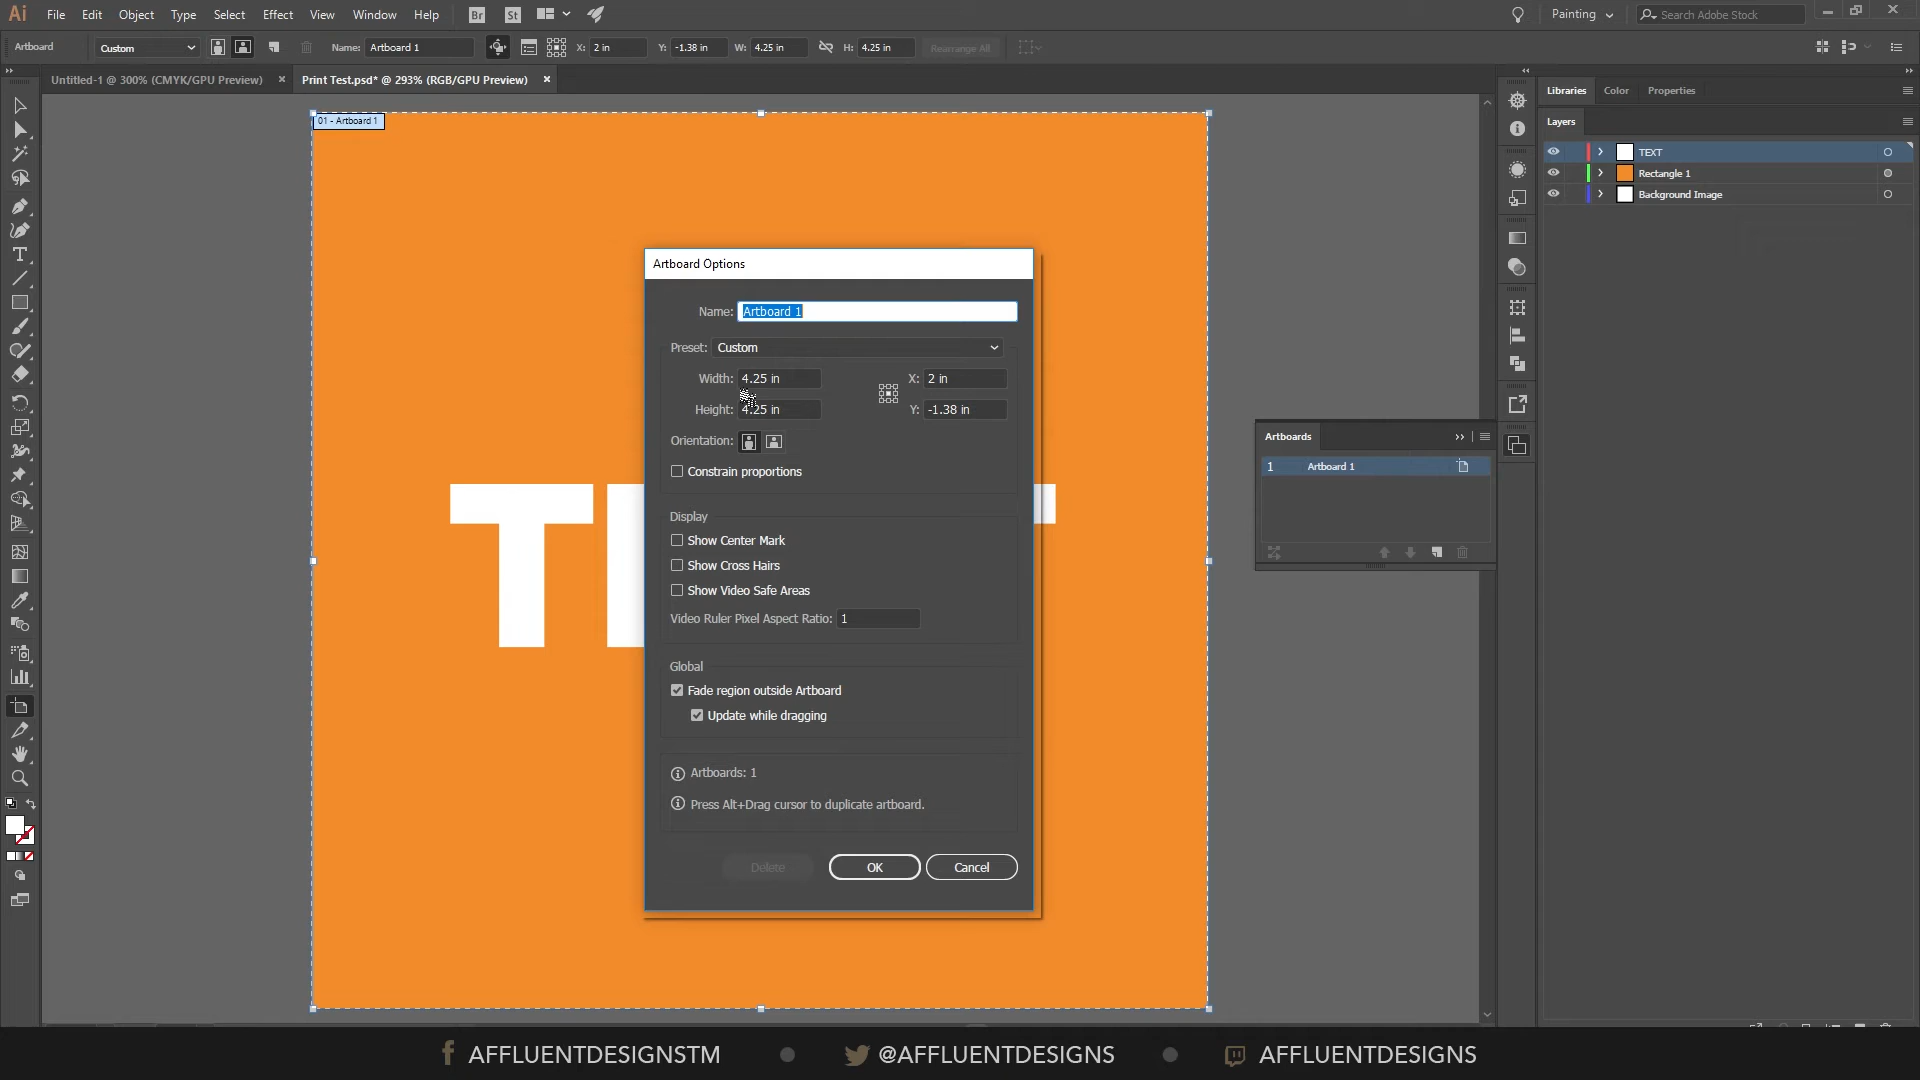 Ai File Edit Object Type Select Effect View Window Help Br St Painting Search Adobe Stock
Artboard Custom Name: Artboard 1 X: 2 in Y: -1.38 in W: 4.25 in H: 4.25 in Rearrange All
Untitled-1 @ 300% (CMYK/GPU Preview) × Print Test.psd* @ 293% (RGB/GPU Preview) ×
Libraries Color Properties
01 - Artboard 1
Layers
TEXT
Rectangle 1
Background Image
Artboard Options
Name: Artboard 1
Preset: Custom
Width: 4.25 in X: 2 in
Height: 4.25 in Y: -1.38 in
Orientation:
Constrain proportions
Artboards
1 Artboard 1
Display
Show Center Mark
Show Cross Hairs
Show Video Safe Areas
Video Ruler Pixel Aspect Ratio: 1
Global
Fade region outside Artboard
Update while dragging
Artboards: 1
Press Alt+Drag cursor to duplicate artboard.
Delete OK Cancel
AFFLUENTDESIGNSTM @AFFLUENTDESIGNS AFFLUENTDESIGNS